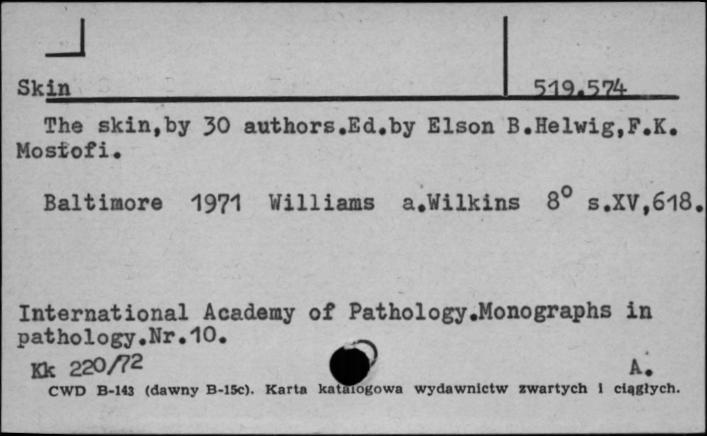 Skin 519.574
The skin,by 30 authors.Ed.by Elson B.Helwig,F.K.
Mostofi.
Baltimore 1971 Williams a.Wilkins 8° s.XV,618.
International Academy of Pathology.Monographs in
pathology.Nr.10.
Kk 220/72 A.
CWD B-143 (dawny B-15c). Karta katalogowa wydawnictw zwartych i ciągłych.